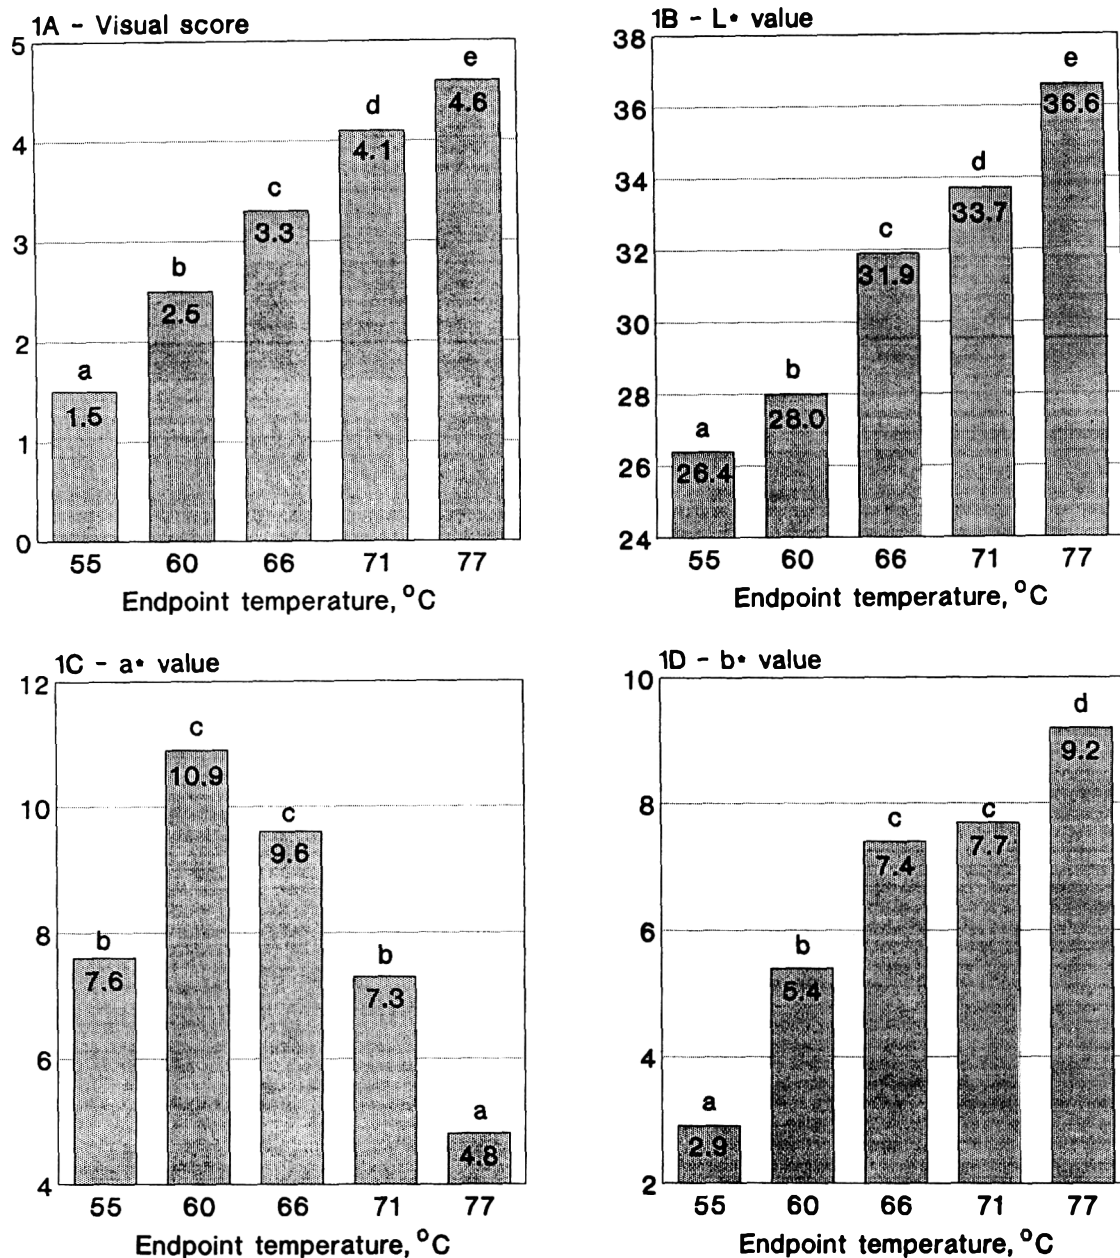 1A - Visual score
5
4
3
2
1
0
a
b
c
d
e
1.5
2.5
3.3
4.1
4.6
55 60 66 71 77
Endpoint temperature, °C
1B - L* value
38
36
34
32
30
28
26
24
a
b
c
d
e
26.4
28.0
31.9
33.7
36.6
55 60 66 71 77
Endpoint temperature, °C
1C - a* value
12
10
8
6
4
b
c
c
b
a
7.6
10.9
9.6
7.3
4.8
55 60 66 71 77
Endpoint temperature, °C
1D - b* value
10
8
6
4
2
a
b
c
c
d
2.9
5.4
7.4
7.7
9.2
55 60 66 71 77
Endpoint temperature, °C